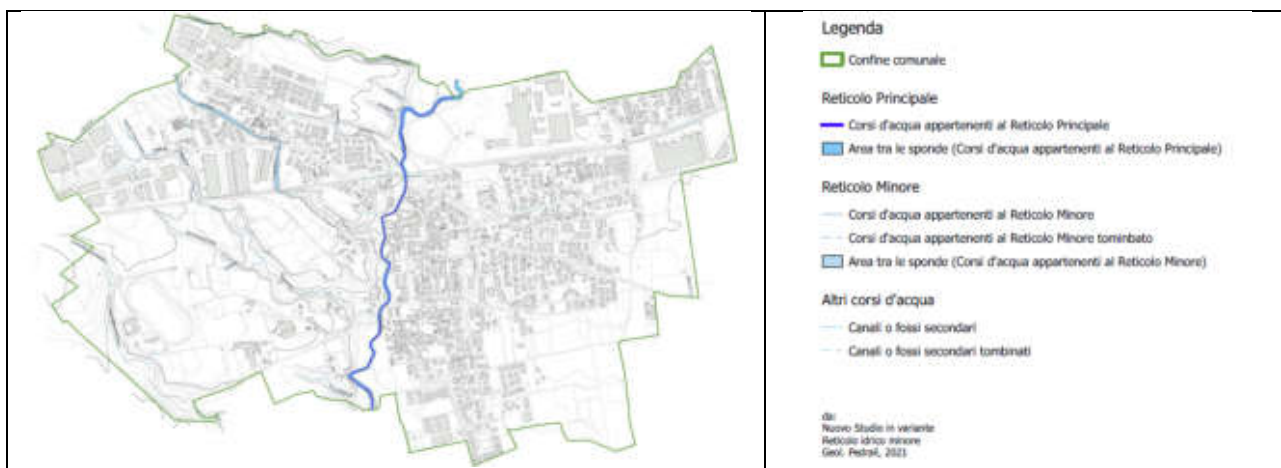 Legenda
Confine comunale
Reticolo Principale
Corsi d'acqua appartenenti al Reticolo Principale
Area tra le sponde (Corsi d'acqua appartenenti al Reticolo Principale)
Reticolo Minore
Corsi d'acqua appartenenti al Reticolo Minore
Corsi d'acqua appartenenti al Reticolo Minore tominbato
Area tra le sponde (Corsi d'acqua appartenenti al Reticolo Minore)
Altri corsi d'acqua
Canali o fossi secondari
Canali o fossi secondari tombinati
da:
Nuovo Studio in variante
Reticolo idrico minore
Geol. 2021